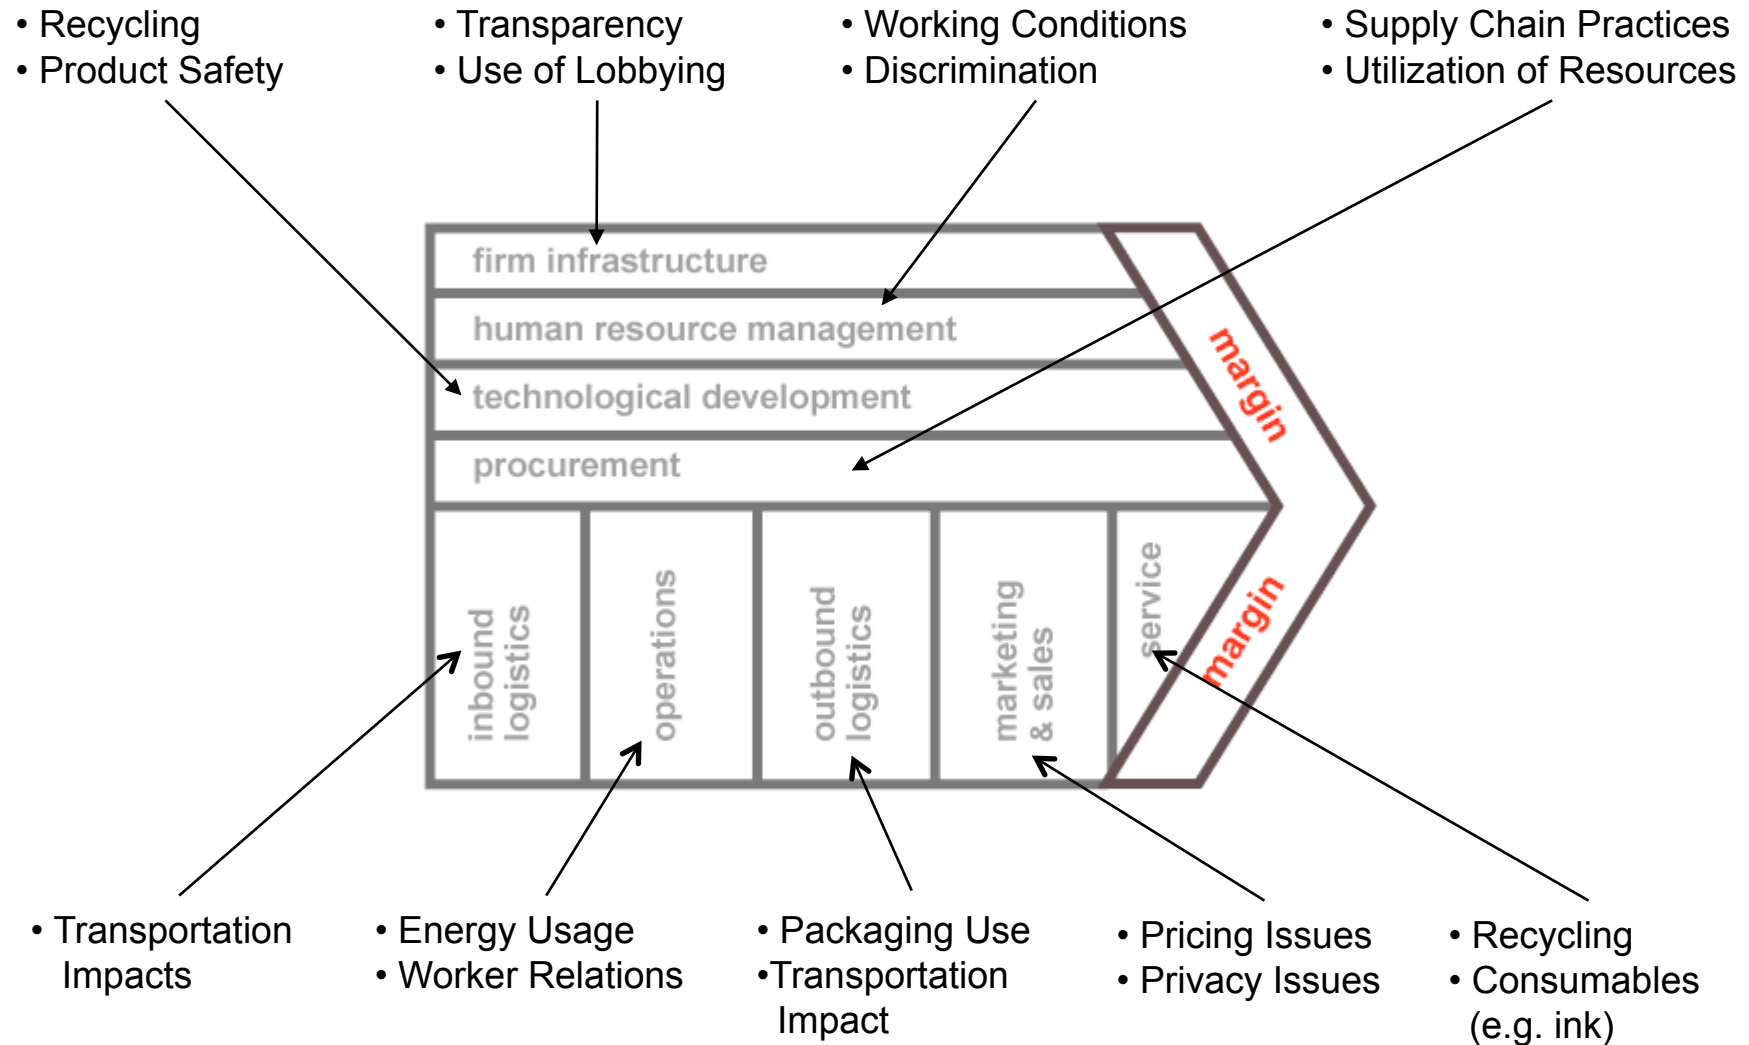 • Recycling
• Product Safety
• Transparency
• Use of Lobbying
• Working Conditions
• Discrimination
• Supply Chain Practices
• Utilization of Resources
firm infrastructure
human resource management
technological development
procurement
margin
margin
inbound
logistics
operations
outbound
logistics
marketing
& sales
service
• Transportation
Impacts
• Energy Usage
• Worker Relations
• Packaging Use
•Transportation
Impact
• Pricing Issues
• Privacy Issues
• Recycling
• Consumables
(e.g. ink)